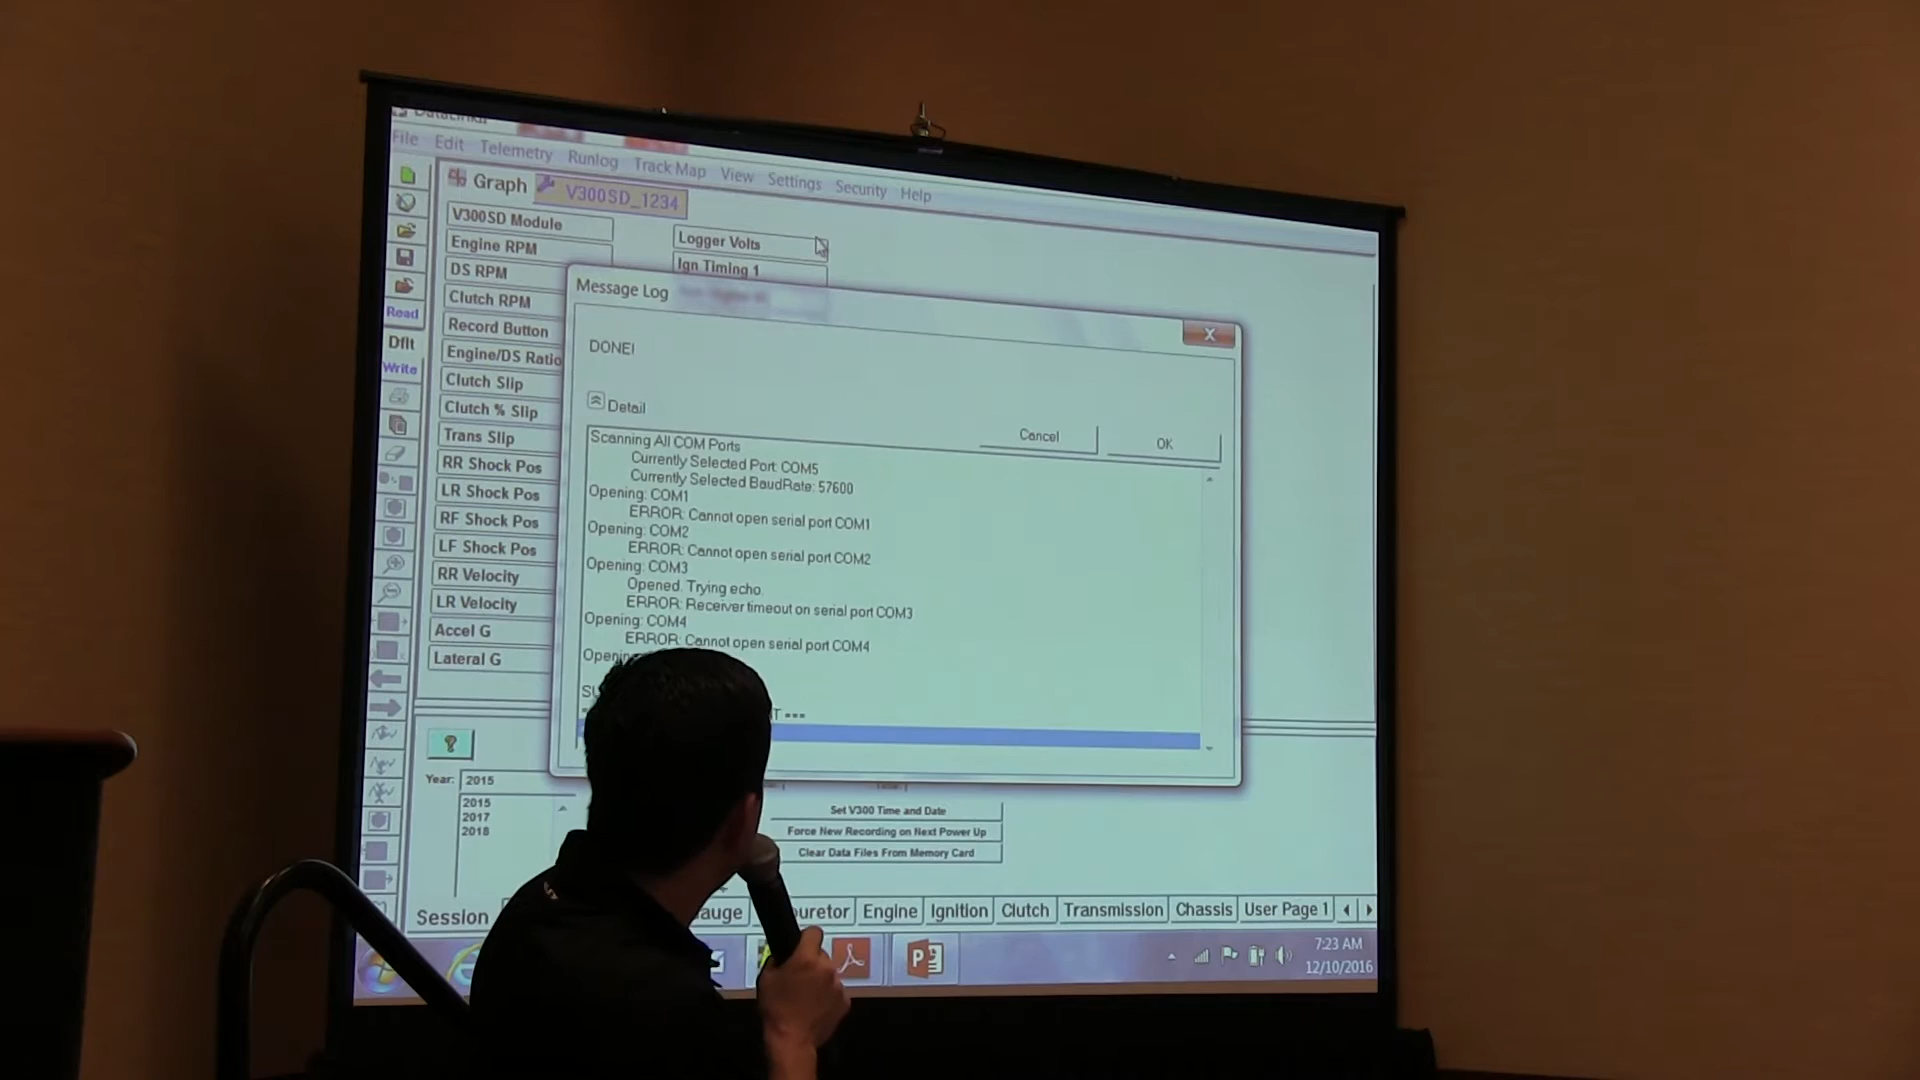 File Edit Telemetry Runlog Track Map View Settings Security Help
Graph V300SD_1234
V300SD Module
Engine RPM
DS RPM
Clutch RPM
Record Button
Engine/DS Ratio
Clutch Slip
Clutch % Slip
Trans Slip
RR Shock Pos
LR Shock Pos
RF Shock Pos
LF Shock Pos
RR Velocity
LR Velocity
Accel G
Lateral G
Logger Volts
Ign Timing 1
Read
Dflt
Write
Message Log
DONE!
Detail
Cancel OK
Scanning All COM Ports
Currently Selected Port: COM5
Currently Selected BaudRate: 57600
Opening: COM1
ERROR: Cannot open serial port COM1
Opening: COM2
ERROR: Cannot open serial port COM2
Opening: COM3
Opened. Trying echo.
ERROR: Receiver timeout on serial port COM3
Opening: COM4
ERROR: Cannot open serial port COM4
?
Year: 2015
2015
2017
2018
Set V300 Time and Date
Force New Recording on Next Power Up
Clear Data Files From Memory Card
Session Engine Ignition Clutch Transmission Chassis User Page 1
7:23 AM
12/10/2016